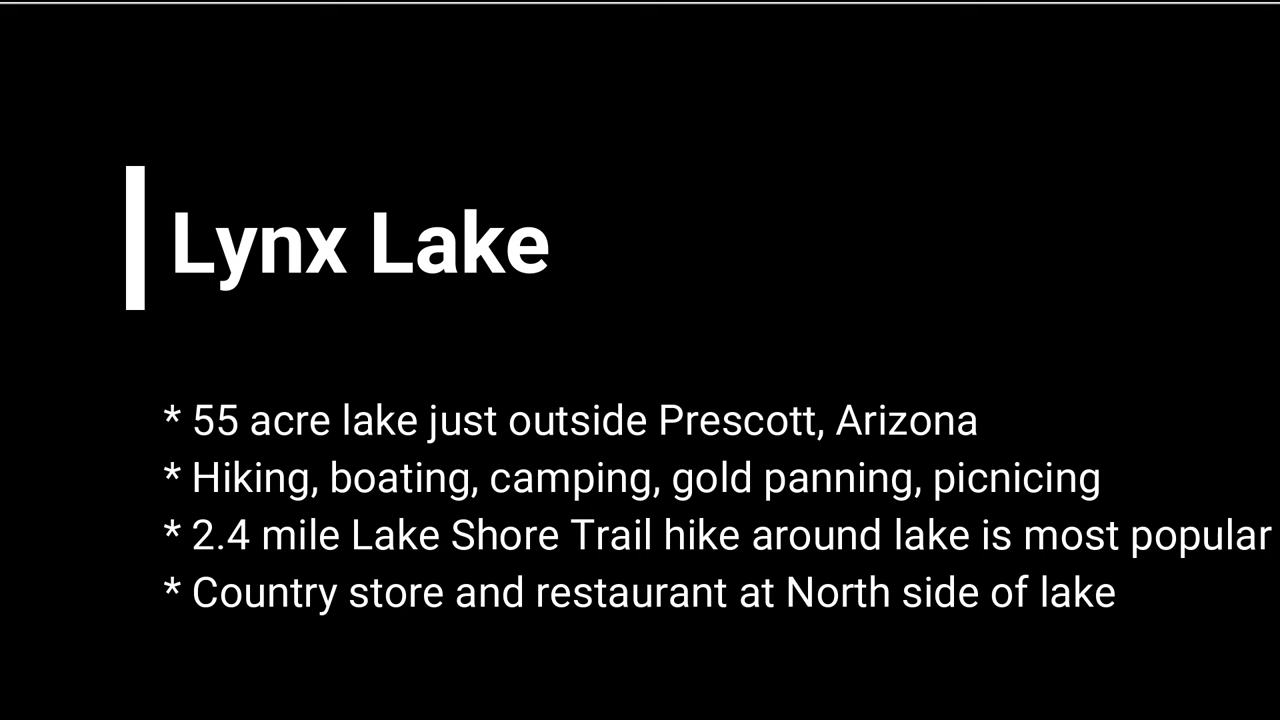 Lynx Lake
* 55 acre lake just outside Prescott, Arizona
* Hiking, boating, camping, gold panning, picnicing
* 2.4 mile Lake Shore Trail hike around lake is most popular
* Country store and restaurant at North side of lake